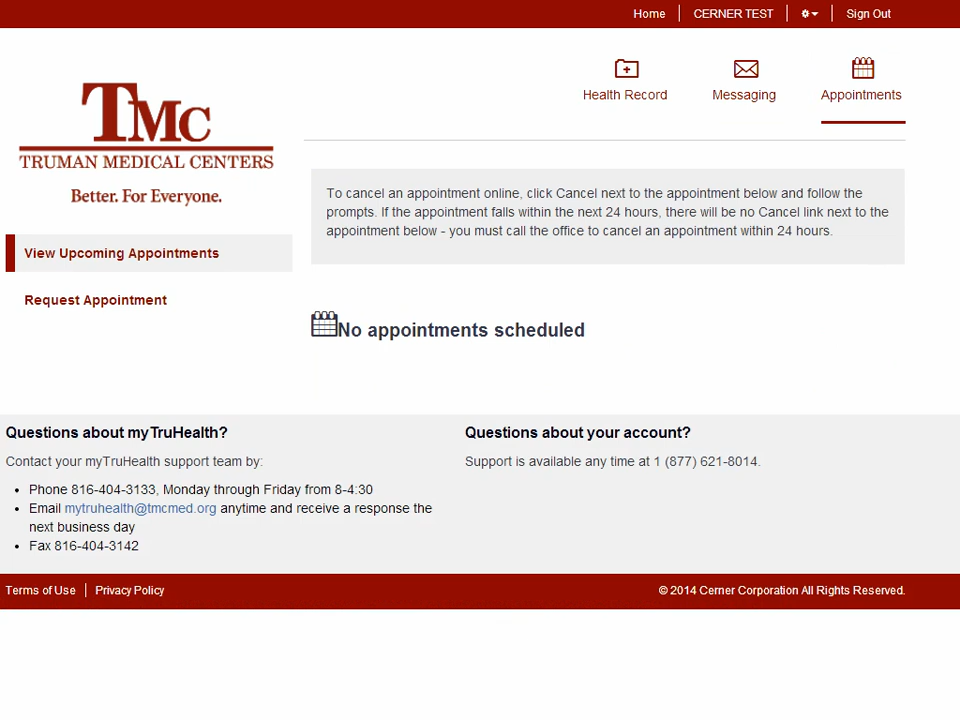 Home
CERNER TEST
Sign Out
Health Record
Messaging
Appointments
TMC
TRUMAN MEDICAL CENTERS
Better. For Everyone.
View Upcoming Appointments
Request Appointment
To cancel an appointment online, click Cancel next to the appointment below and follow the
prompts. If the appointment falls within the next 24 hours, there will be no Cancel link next to the
appointment below - you must call the office to cancel an appointment within 24 hours.
No appointments scheduled
Questions about myTruHealth?
Contact your myTruHealth support team by:
• Phone 816-404-3133, Monday through Friday from 8-4:30
• Email mytruhealth@tmcmed.org anytime and receive a response the
next business day
• Fax 816-404-3142
Questions about your account?
Support is available any time at 1 (877) 621-8014.
Terms of Use
Privacy Policy
© 2014 Cerner Corporation All Rights Reserved.